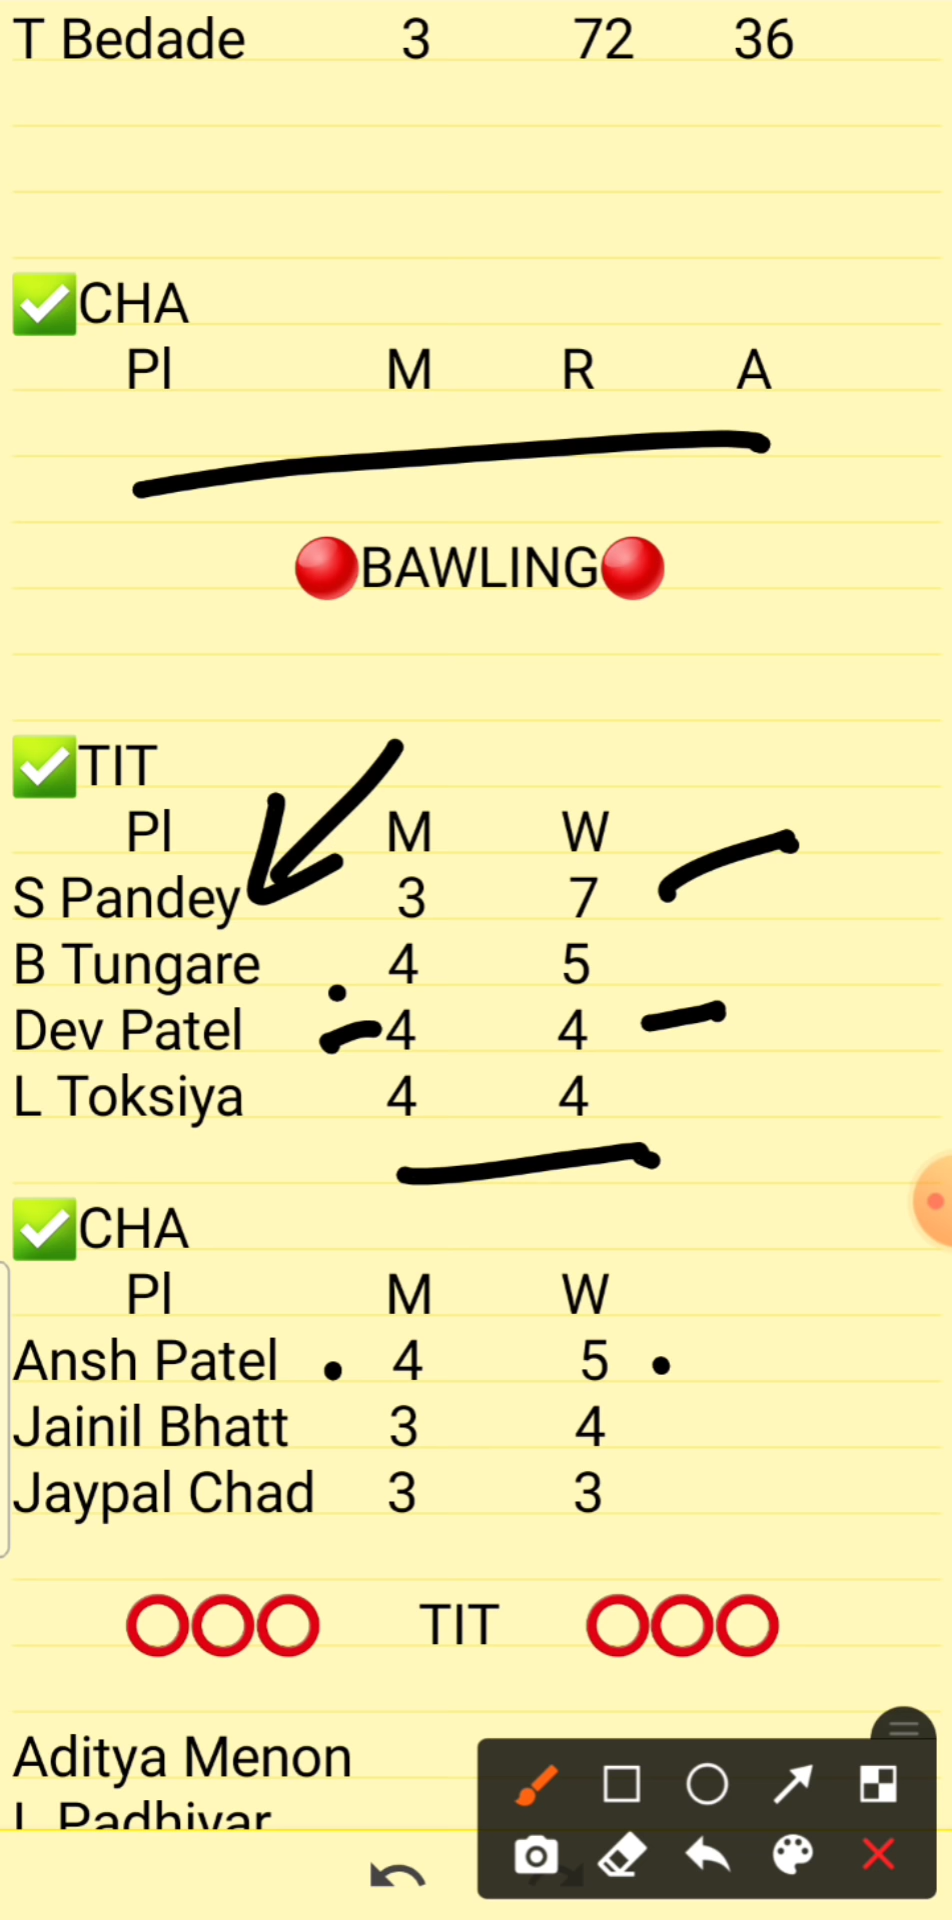 T Bedade 3 72 36
✅CHA
Pl M R A
🔴BAWLING🔴
✅TIT
Pl M W
S Pandey 3 7
B Tungare 4 5
Dev Patel 4 4
L Toksiya 4 4
✅CHA
Pl M W
Ansh Patel 4 5
Jainil Bhatt 3 4
Jaypal Chad 3 3
⭕⭕⭕ TIT ⭕⭕⭕
Aditya Menon
L Padhiyar